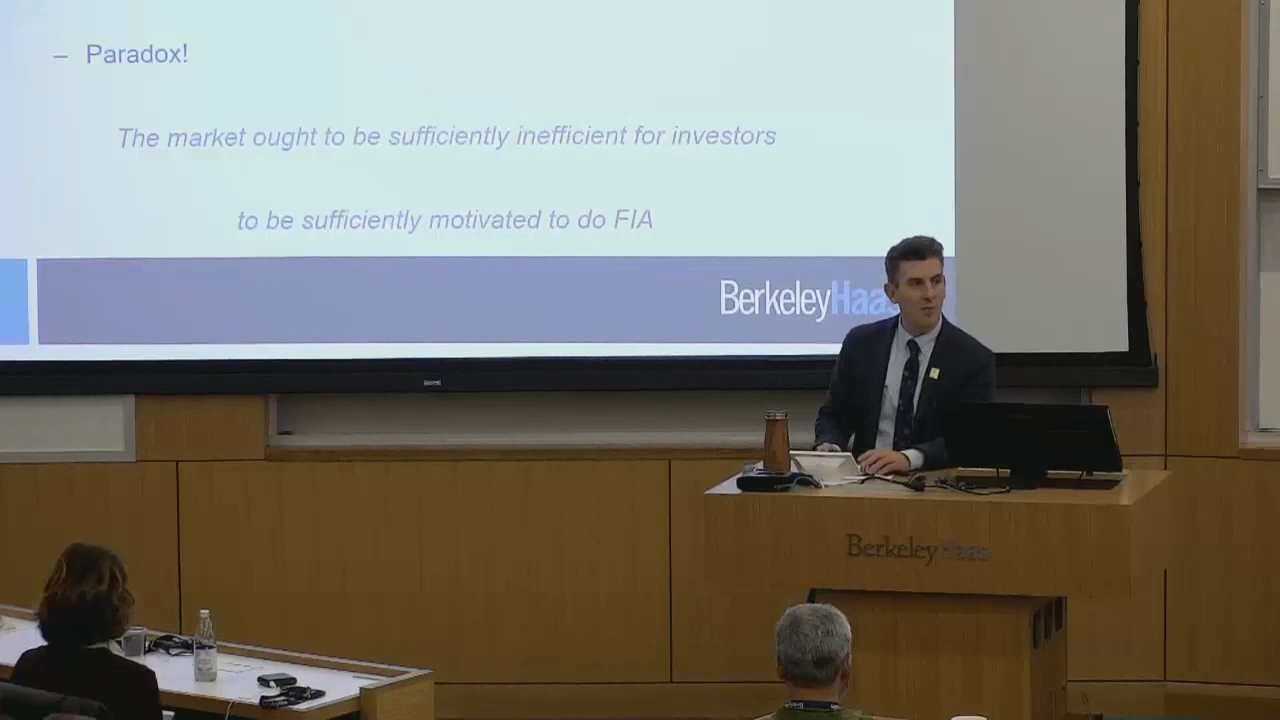 – Paradox!
The market ought to be sufficiently inefficient for investors
to be sufficiently motivated to do FIA
BerkeleyHaas
BerkeleyHaas